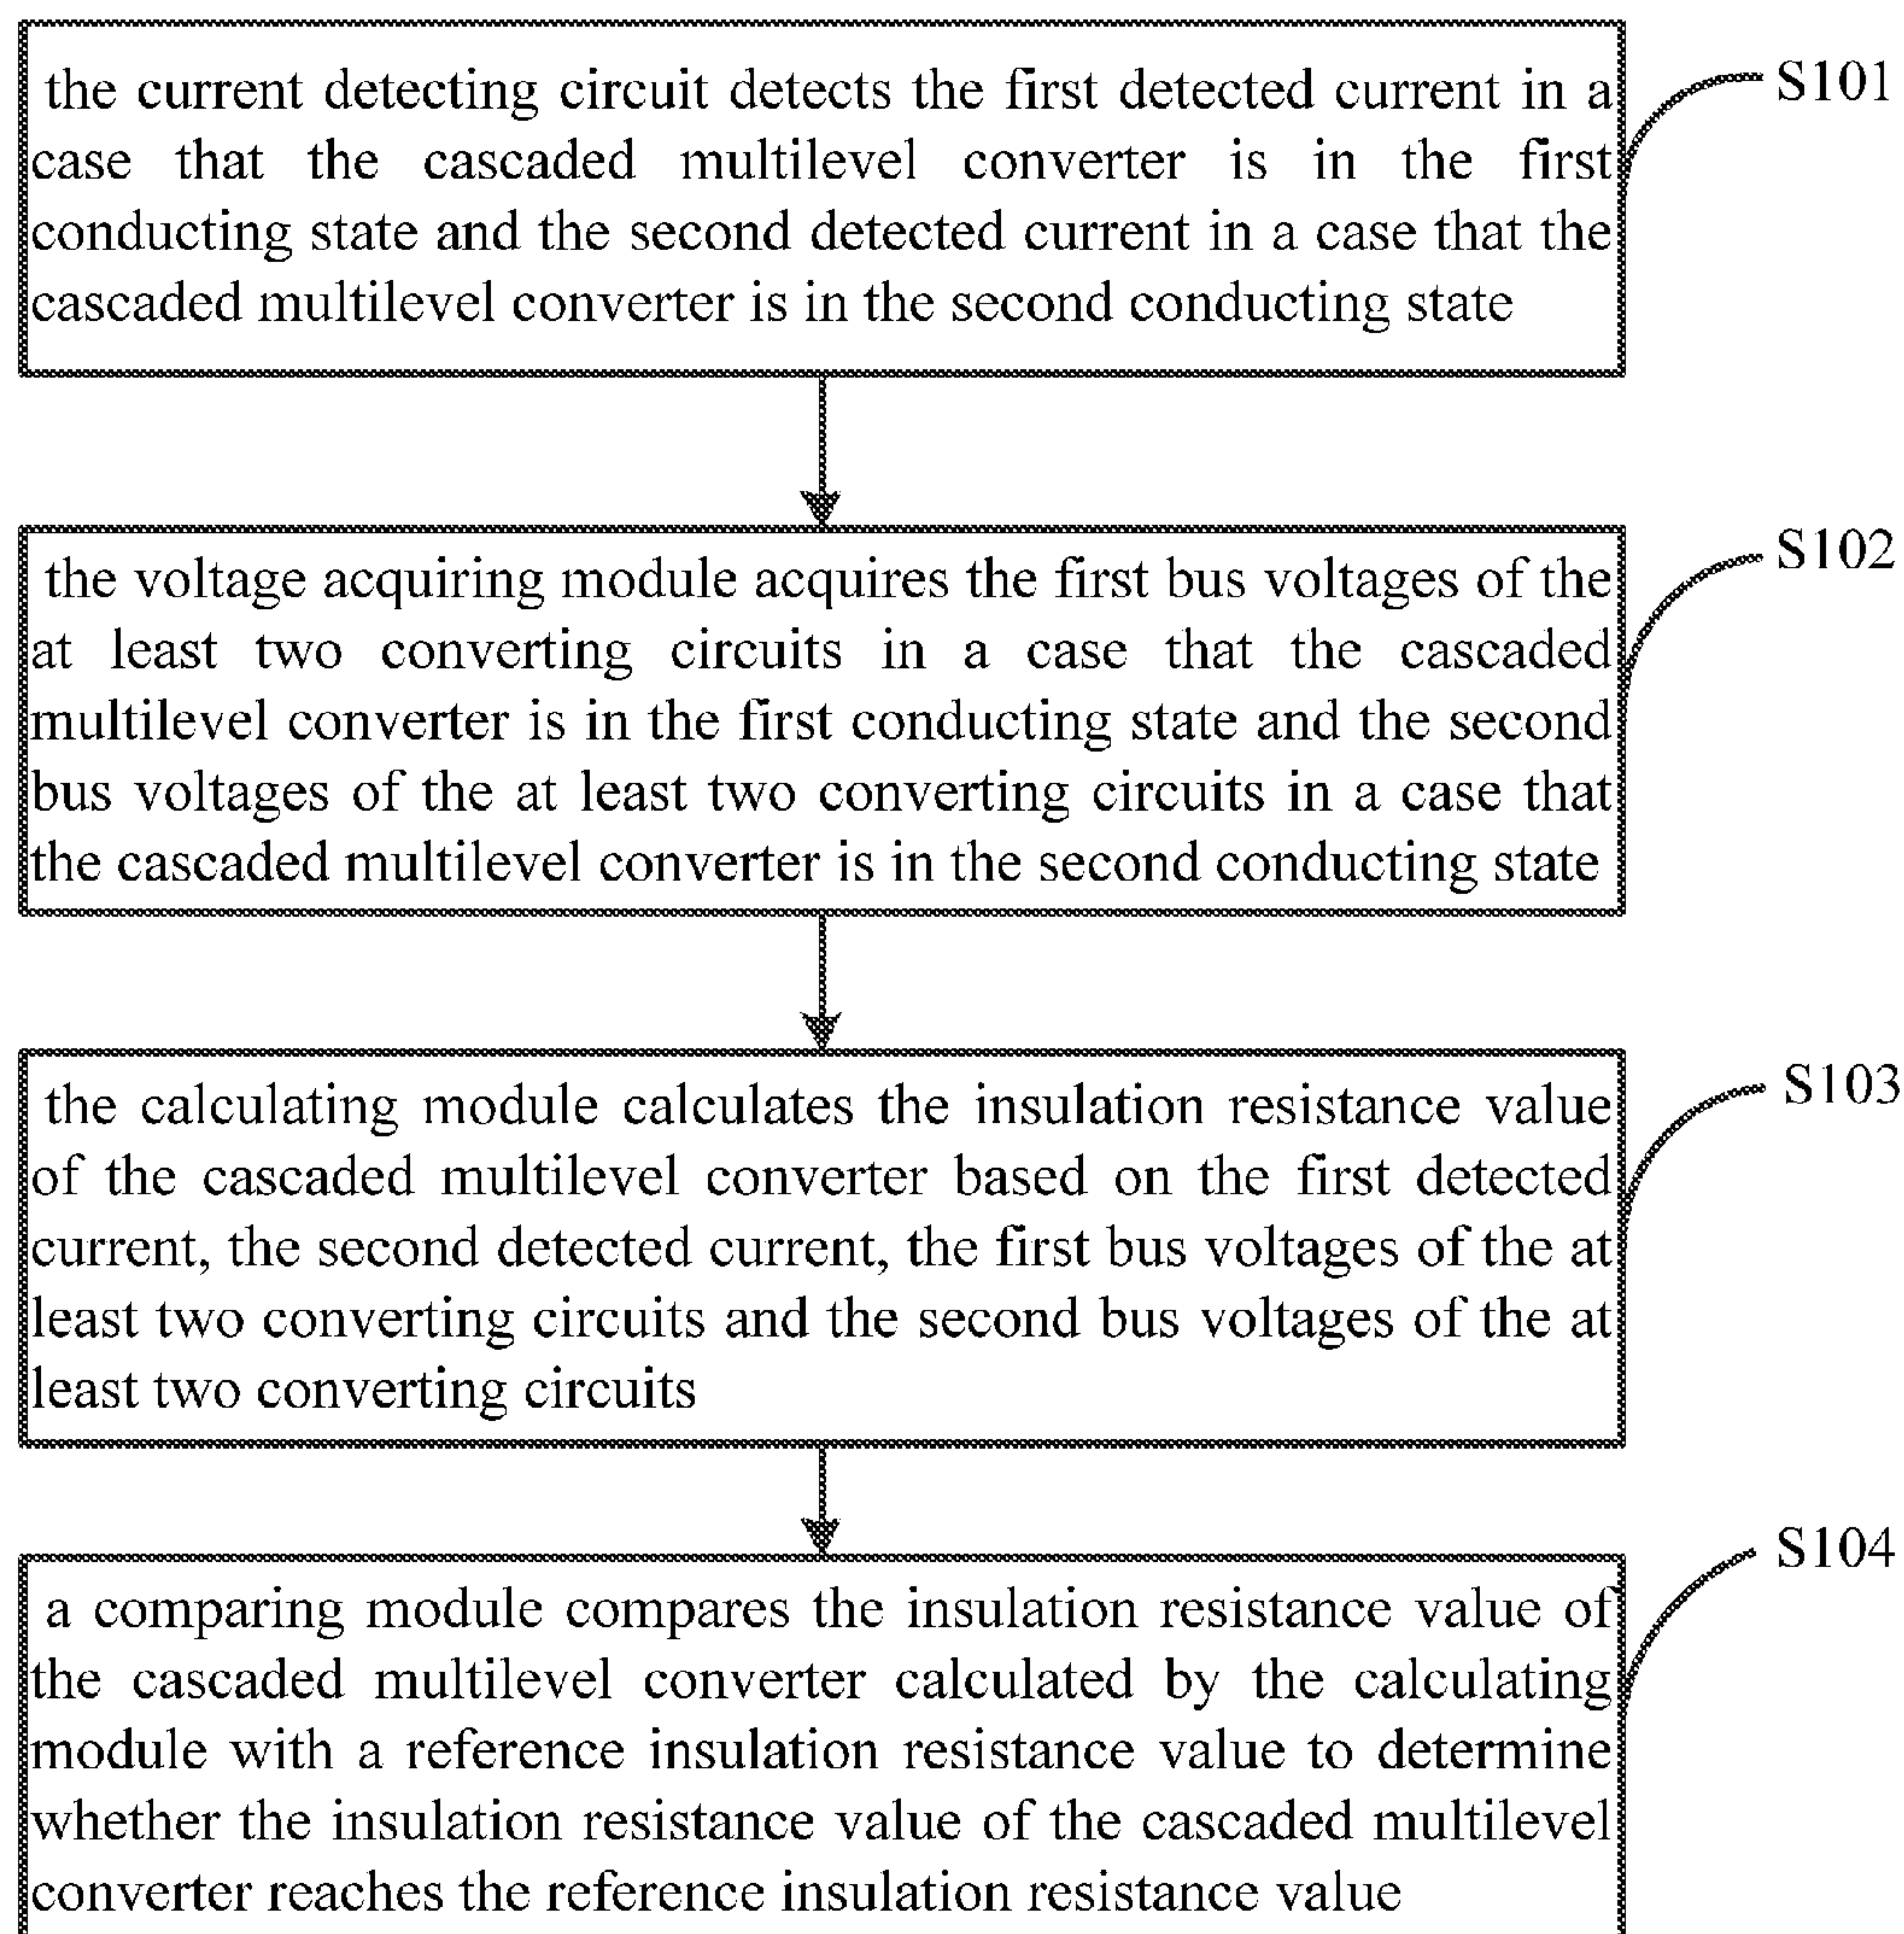 the current detecting circuit detects the first detected current in a
case that the cascaded multilevel converter is in the first
conducting state and the second detected current in a case that the
cascaded multilevel converter is in the second conducting state
S101
the voltage acquiring module acquires the first bus voltages of the
at least two converting circuits in a case that the cascaded
multilevel converter is in the first conducting state and the second
bus voltages of the at least two converting circuits in a case that
the cascaded multilevel converter is in the second conducting state
S102
the calculating module calculates the insulation resistance value
of the cascaded multilevel converter based on the first detected
current, the second detected current, the first bus voltages of the at
least two converting circuits and the second bus voltages of the at
least two converting circuits
S103
a comparing module compares the insulation resistance value of
the cascaded multilevel converter calculated by the calculating
module with a reference insulation resistance value to determine
whether the insulation resistance value of the cascaded multilevel
converter reaches the reference insulation resistance value
S104